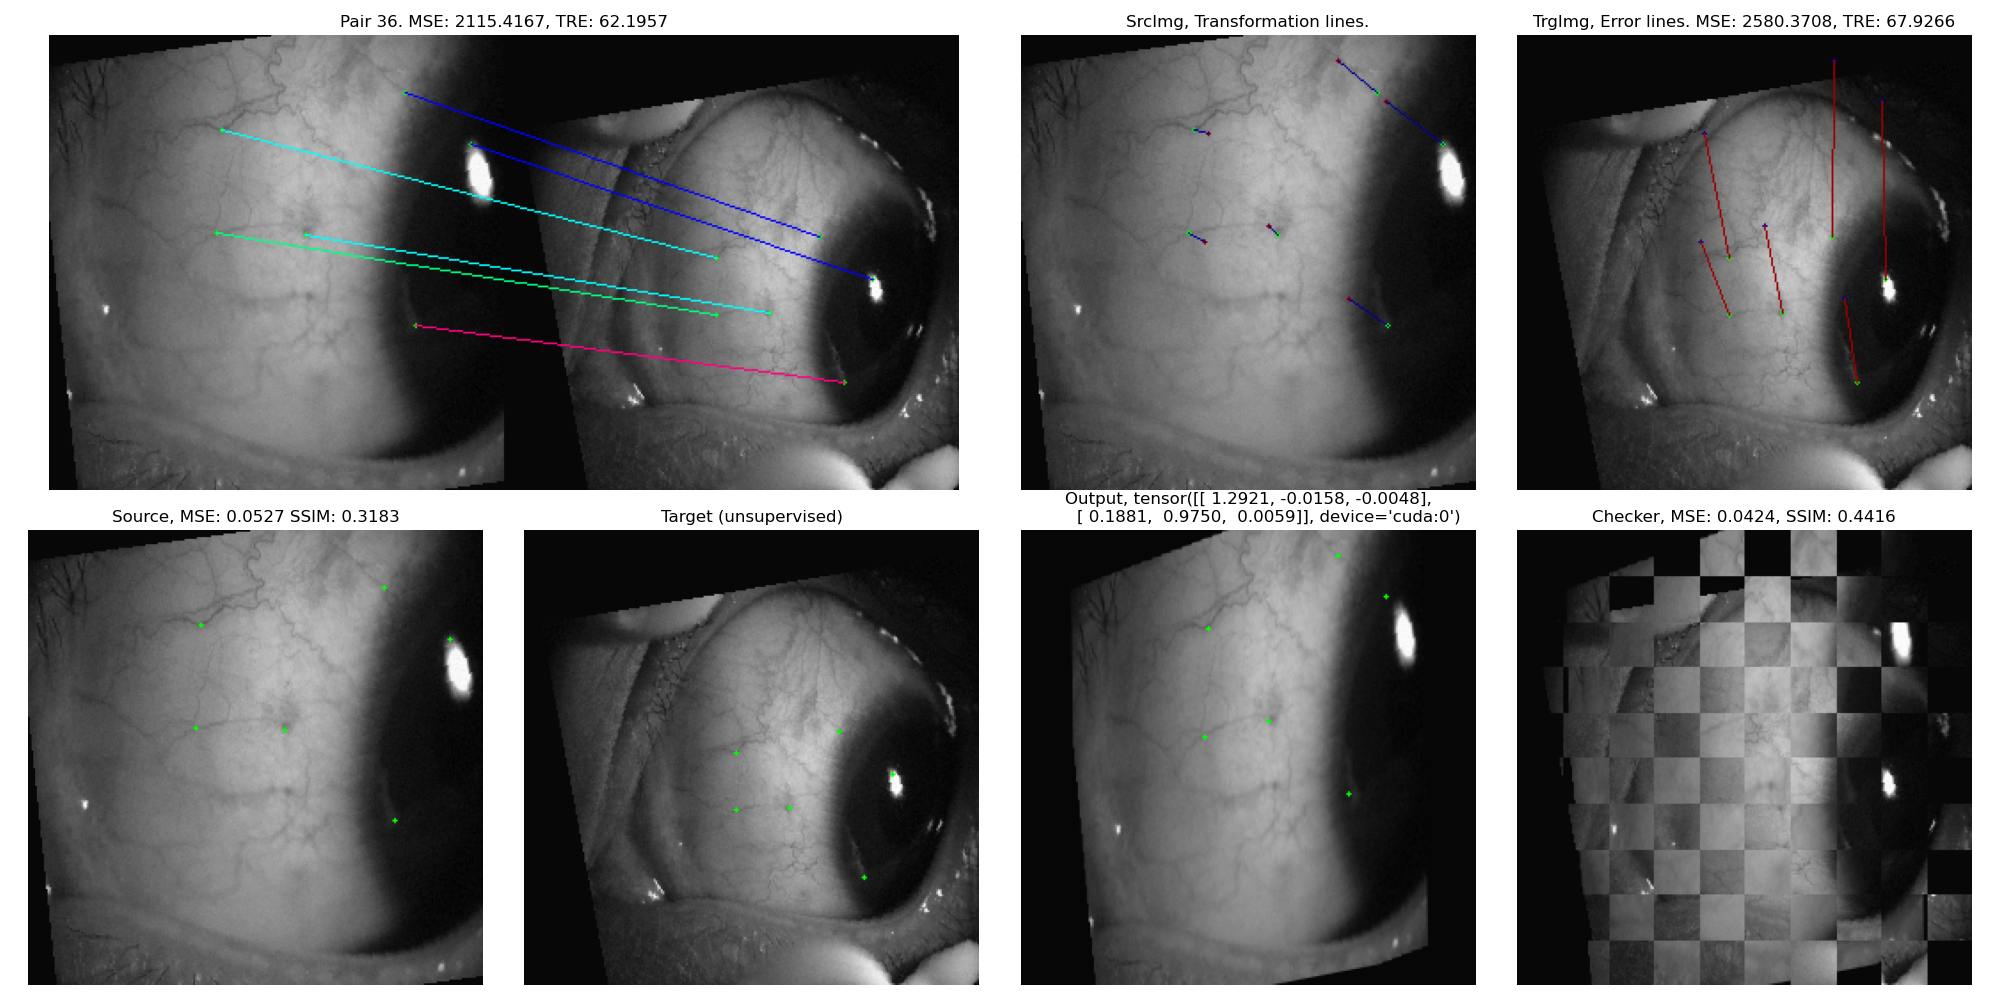 Pair 36. MSE: 2115.4167, TRE: 62.1957
SrcImg, Transformation lines.
TrgImg, Error lines. MSE: 2580.3708, TRE: 67.9266
Source, MSE: 0.0527 SSIM: 0.3183
Target (unsupervised)
Output, tensor([[ 1.2921, -0.0158, -0.0048],
[ 0.1881, 0.9750, 0.0059]], device='cuda:0')
Checker, MSE: 0.0424, SSIM: 0.4416